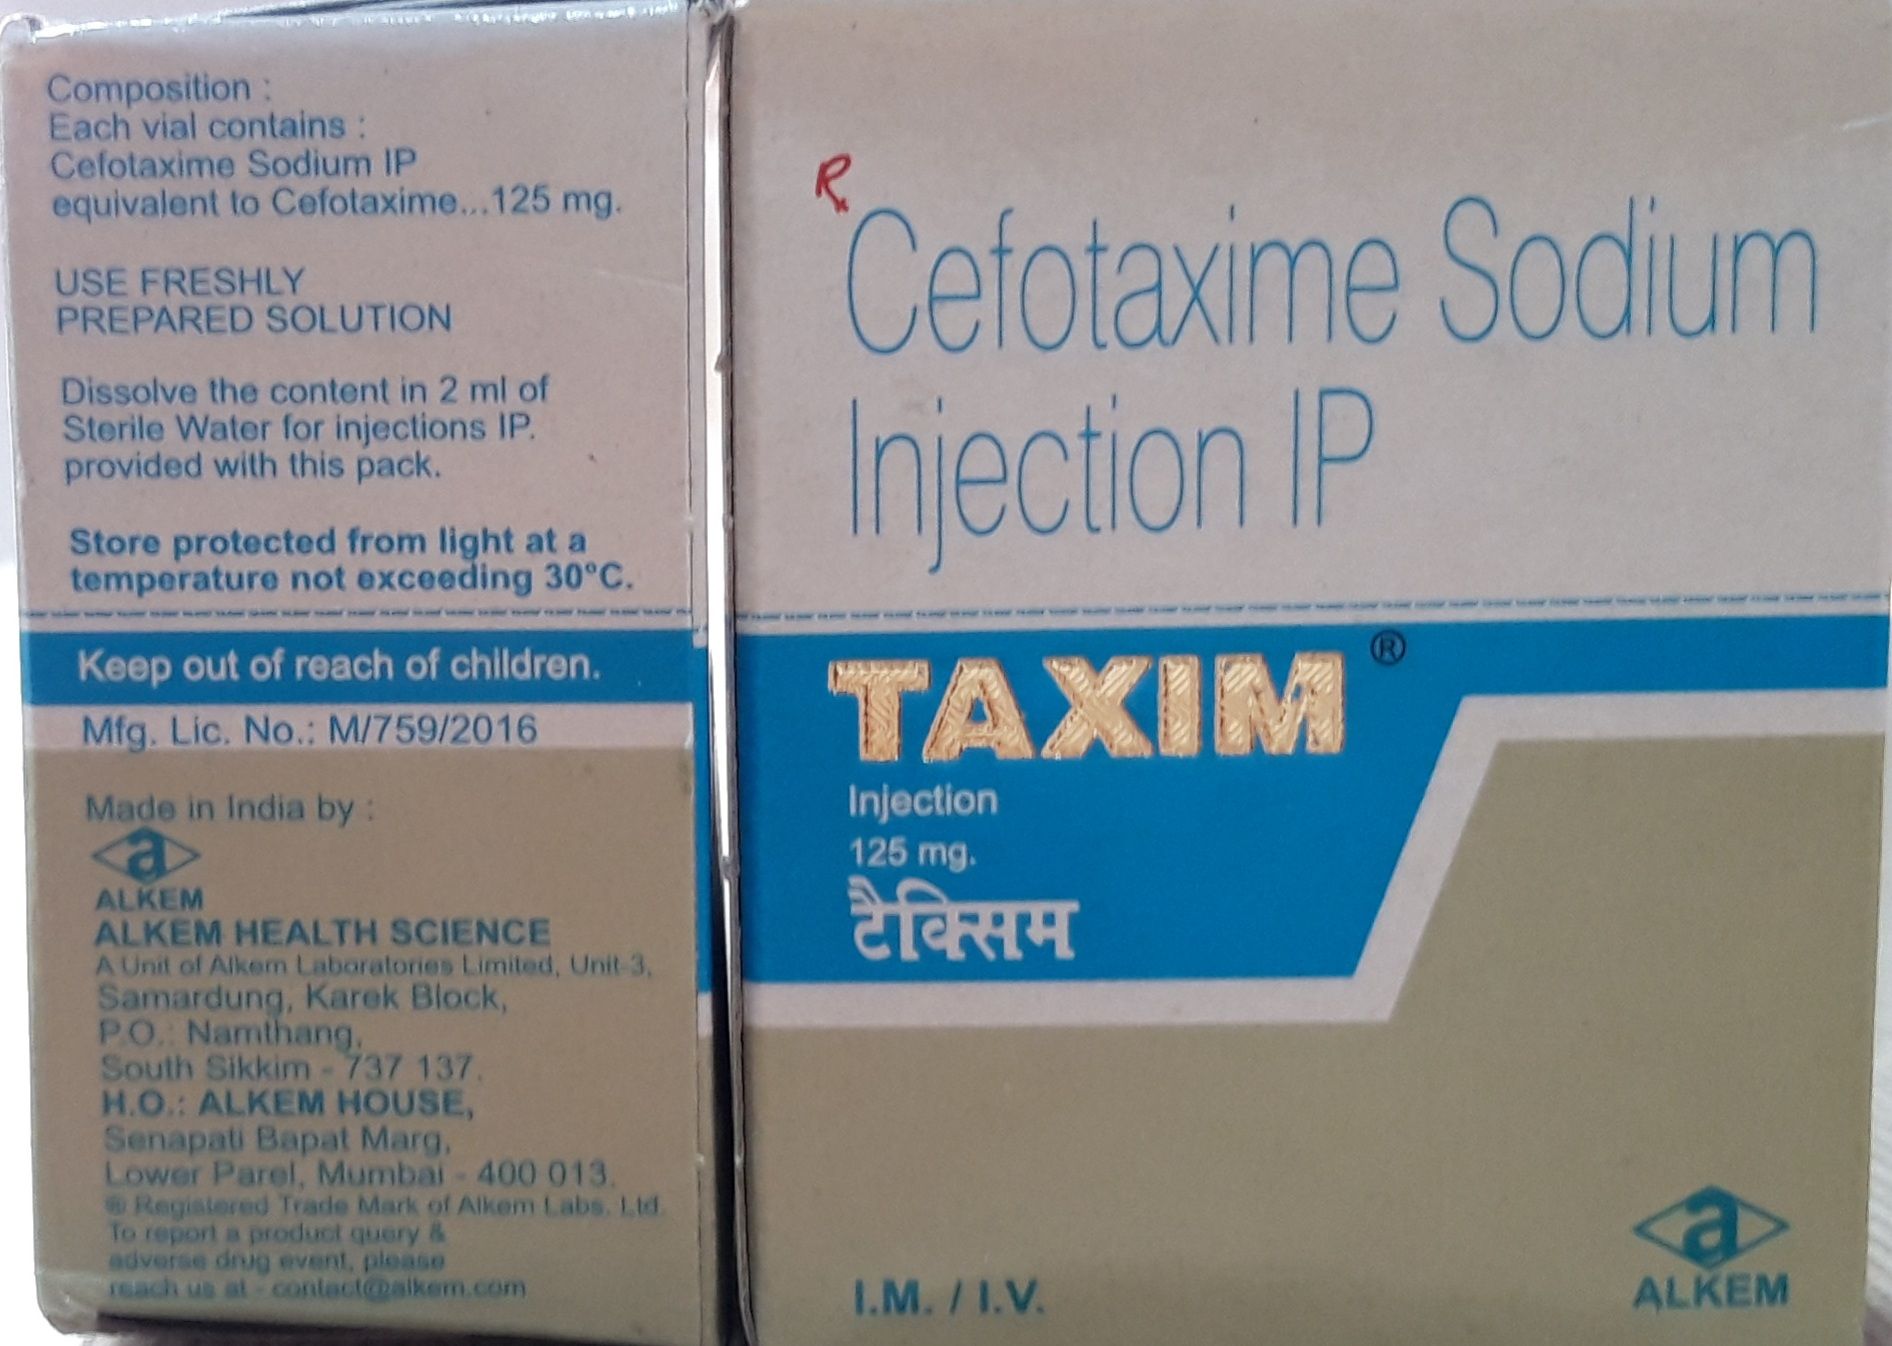 Composition :
Each vial contains :
Cefotaxime Sodium IP
equivalent to Cefotaxime...125 mg.
USE FRESHLY
PREPARED SOLUTION
Dissolve the content in 2 ml of
Sterile Water for injections IP.
provided with this pack.
Store protected from light at a
temperature not exceeding 30°C.
Keep out of reach of children.
Mfg. Lic. No.: M/759/2016
Made in India by :
a
ALKEM
ALKEM HEALTH SCIENCE
A Unit of Alkem Laboratories Limited, Unit-3,
Samardung, Karek Block,
P.O.: Namthang,
South Sikkim - 737 137.
H.O.: ALKEM HOUSE,
Senapati Bapat Marg,
Lower Parel, Mumbai - 400 013.
® Registered Trade Mark of Alkem Labs. Ltd.
To report a product query &
adverse drug event, please
reach us at - contact@alkem.com
℞
Cefotaxime Sodium
Injection IP
TAXIM ®
Injection
125 mg.
टैक्सिम
I.M. / I.V.
a
ALKEM